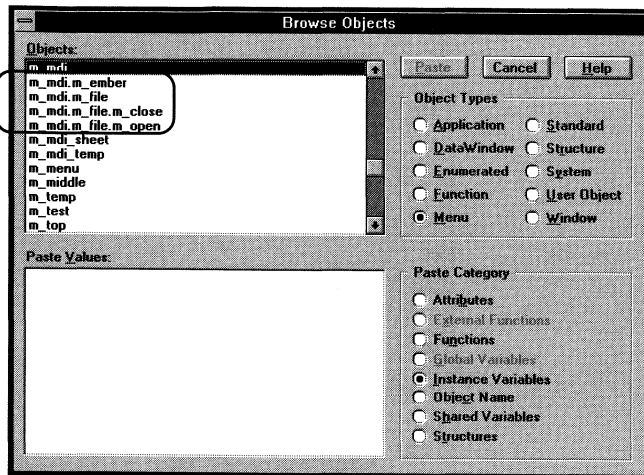 Browse Objects
Objects:
m_mdi
m_mdi.m_ember
m_mdi.m_file
m_mdi.m_file.m_close
m_mdi.m_file.m_open
m_mdi_sheet
m_mdi_temp
m_menu
m_middle
m_temp
m_test
m_top
Paste Cancel Help
Object Types
Application Standard
DataWindow Structure
Enumerated System
Function User Object
Menu Window
Paste Values:
Paste Category
Attributes
External Functions
Functions
Global Variables
Instance Variables
Object Name
Shared Variables
Structures